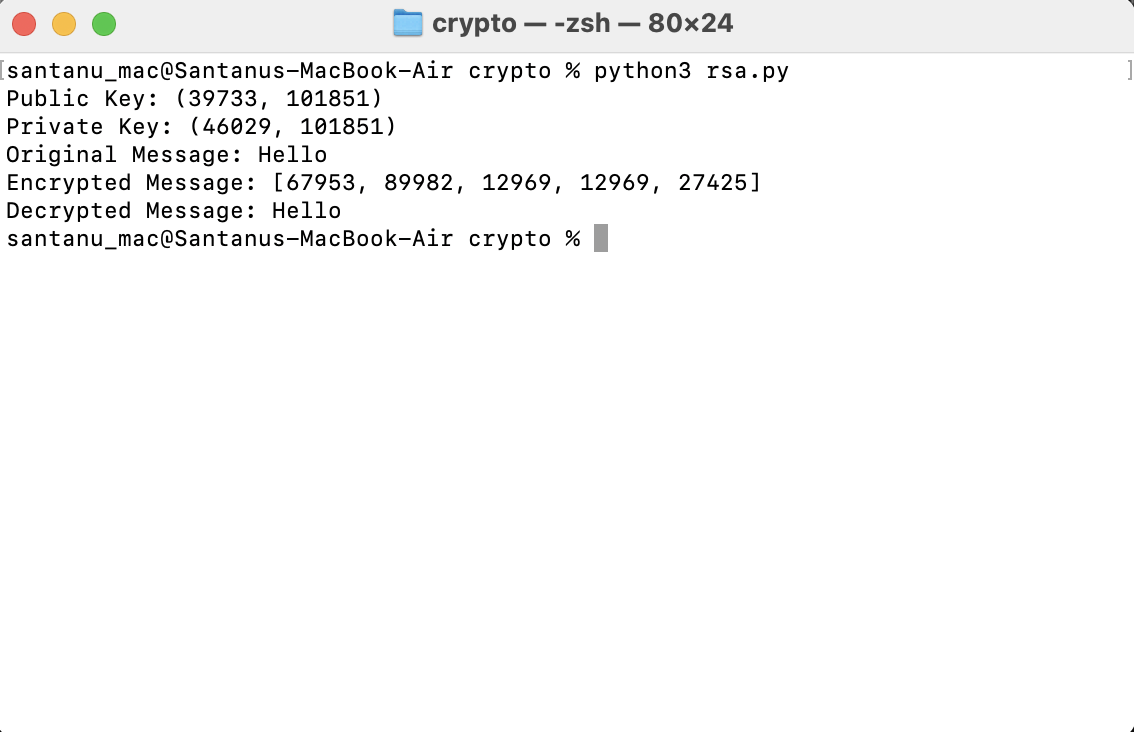 crypto — -zsh — 80×24
santanu_mac@Santanus-MacBook-Air crypto % python3 rsa.py
Public Key: (39733, 101851)
Private Key: (46029, 101851)
Original Message: Hello
Encrypted Message: [67953, 89982, 12969, 12969, 27425]
Decrypted Message: Hello
santanu_mac@Santanus-MacBook-Air crypto %